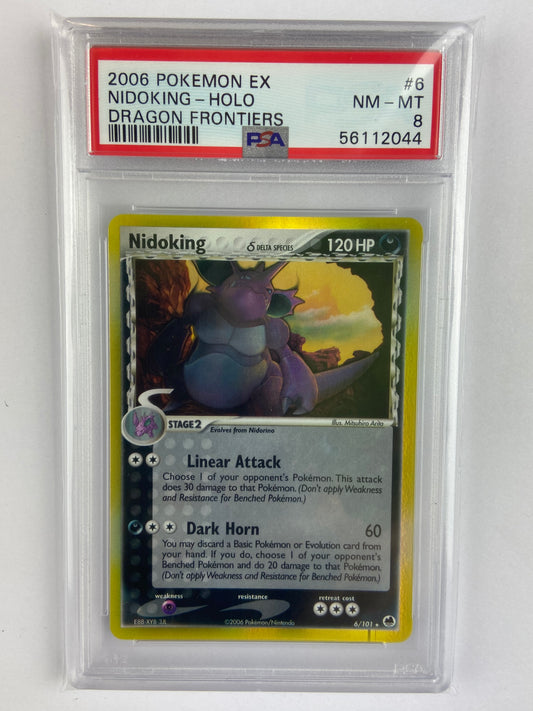 2006 POKEMON EX #6
NIDOKING - HOLO NM - MT
DRAGON FRONTIERS 8
PSA 56112044
Nidoking δ DELTA SPECIES 120 HP
Illus. Mitsuhiro Arita
STAGE 2
Evolves from Nidorino
Linear Attack
Choose 1 of your opponent's Pokémon. This attack
does 30 damage to that Pokémon. (Don't apply Weakness
and Resistance for Benched Pokémon.)
Dark Horn 60
You may discard a Basic Pokémon or Evolution card from
your hand. If you do, choose 1 of your opponent's
Benched Pokémon and do 20 damage to that Pokémon.
(Don't apply Weakness and Resistance for Benched Pokémon.)
weakness resistance retreat cost
©2006 Pokémon/Nintendo 6/101 ★